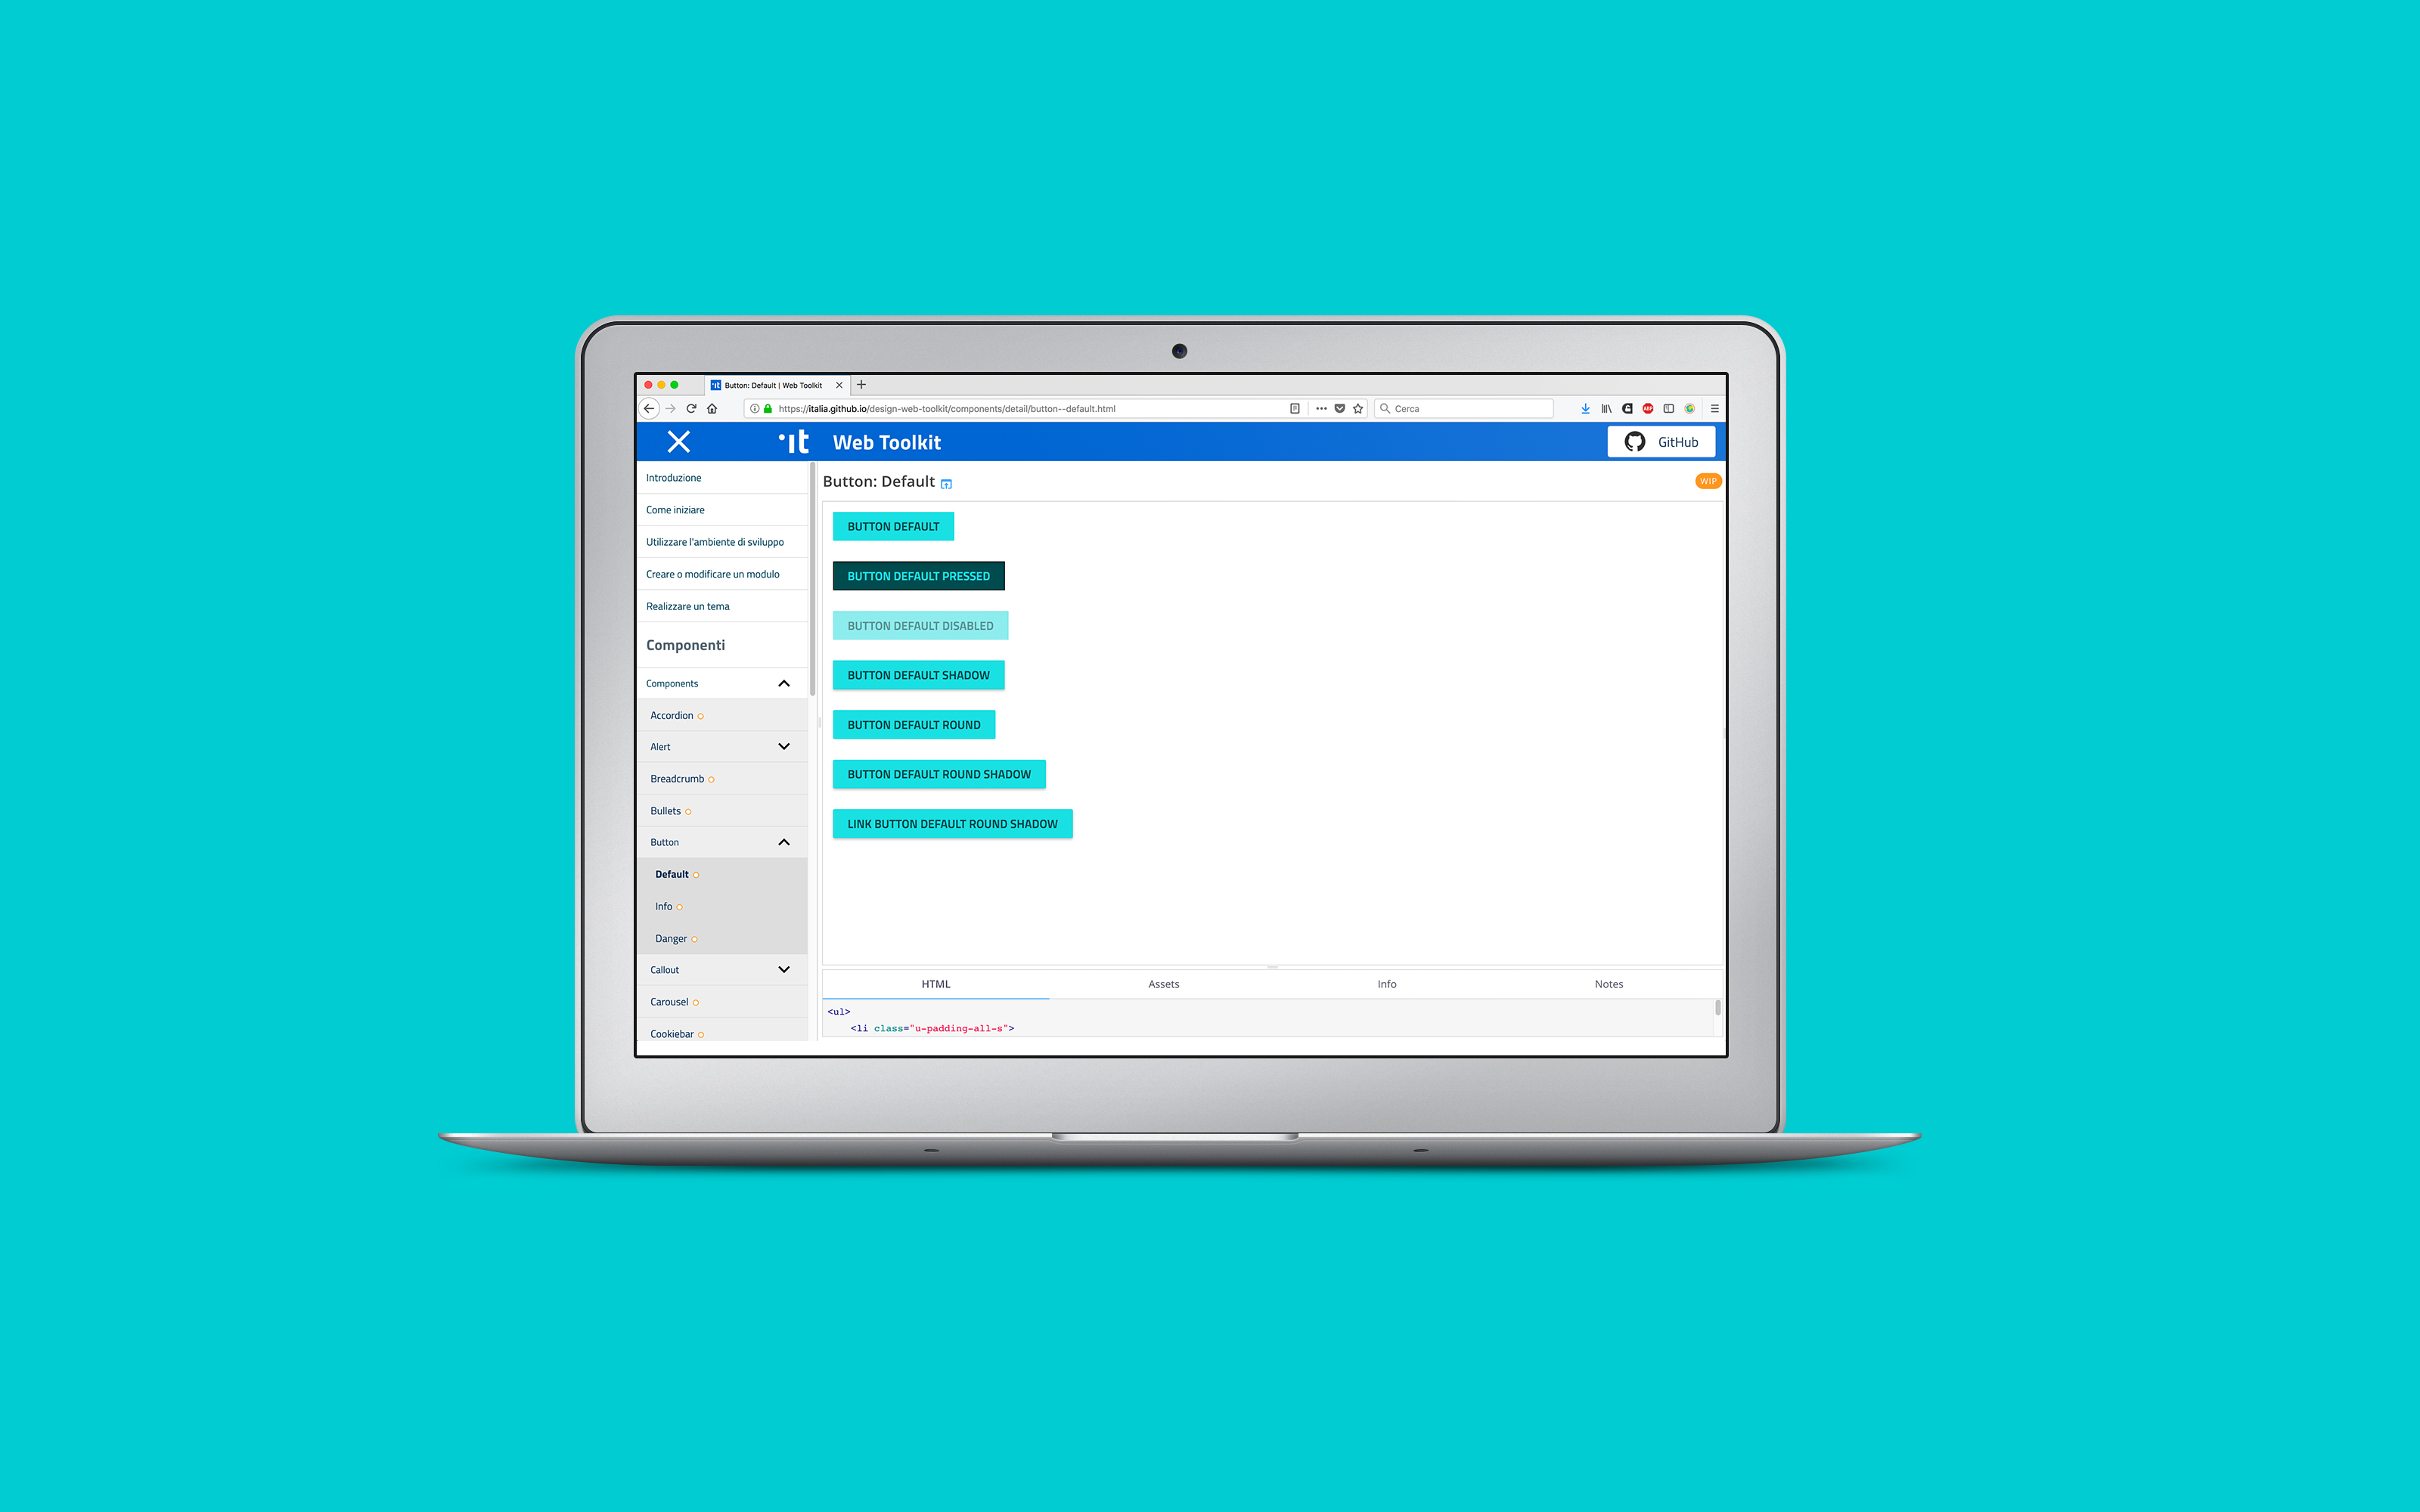 Button: Default | Web Toolkit
https://italia.github.io/design-web-toolkit/components/detail/button--default.html
Cerca
ABP
it
Web Toolkit
GitHub
Introduzione
Come iniziare
Utilizzare l'ambiente di sviluppo
Creare o modificare un modulo
Realizzare un tema
Componenti
Components
Accordion
Alert
Breadcrumb
Bullets
Button
Default
Info
Danger
Callout
Carousel
Cookiebar
Button: Default
WIP
BUTTON DEFAULT
BUTTON DEFAULT PRESSED
BUTTON DEFAULT DISABLED
BUTTON DEFAULT SHADOW
BUTTON DEFAULT ROUND
BUTTON DEFAULT ROUND SHADOW
LINK BUTTON DEFAULT ROUND SHADOW
HTML Assets Info Notes
<ul>
<li class="u-padding-all-s">